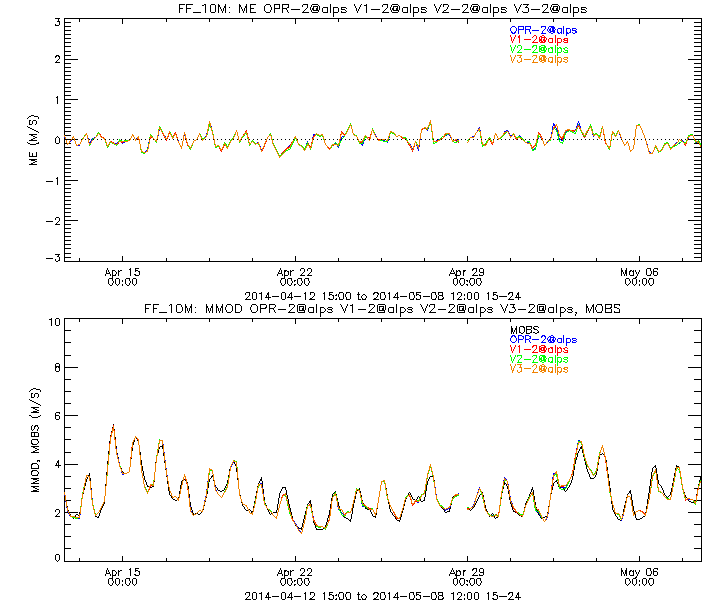 FF_10M: ME OPR-2@alps V1-2@alps V2-2@alps V3-2@alps
OPR-2@alps
V1-2@alps
V2-2@alps
V3-2@alps
3
2
1
0
-1
-2
-3
ME (M/S)
Apr 15 Apr 22 Apr 29 May 06
00:00 00:00 00:00 00:00
2014-04-12 15:00 to 2014-05-08 12:00 15-24
FF_10M: MMOD OPR-2@alps V1-2@alps V2-2@alps V3-2@alps, MOBS
MOBS
OPR-2@alps
V1-2@alps
V2-2@alps
V3-2@alps
10
8
6
4
2
0
MMOD, MOBS (M/S)
Apr 15 Apr 22 Apr 29 May 06
00:00 00:00 00:00 00:00
2014-04-12 15:00 to 2014-05-08 12:00 15-24